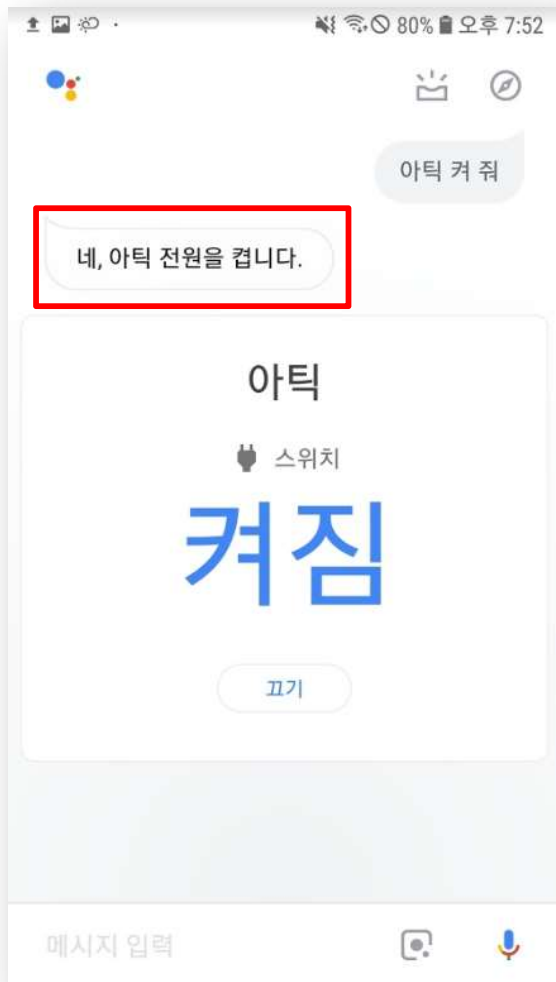 80% 오후 7:52
아틱 켜 줘
네, 아틱 전원을 켭니다.
아틱
스위치
켜짐
끄기
메시지 입력